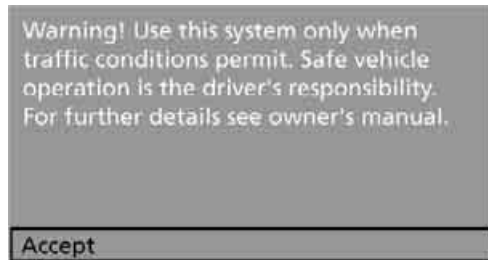 Warning! Use this system only when
traffic conditions permit. Safe vehicle
operation is the driver's responsibility.
For further details see owner's manual.
Accept